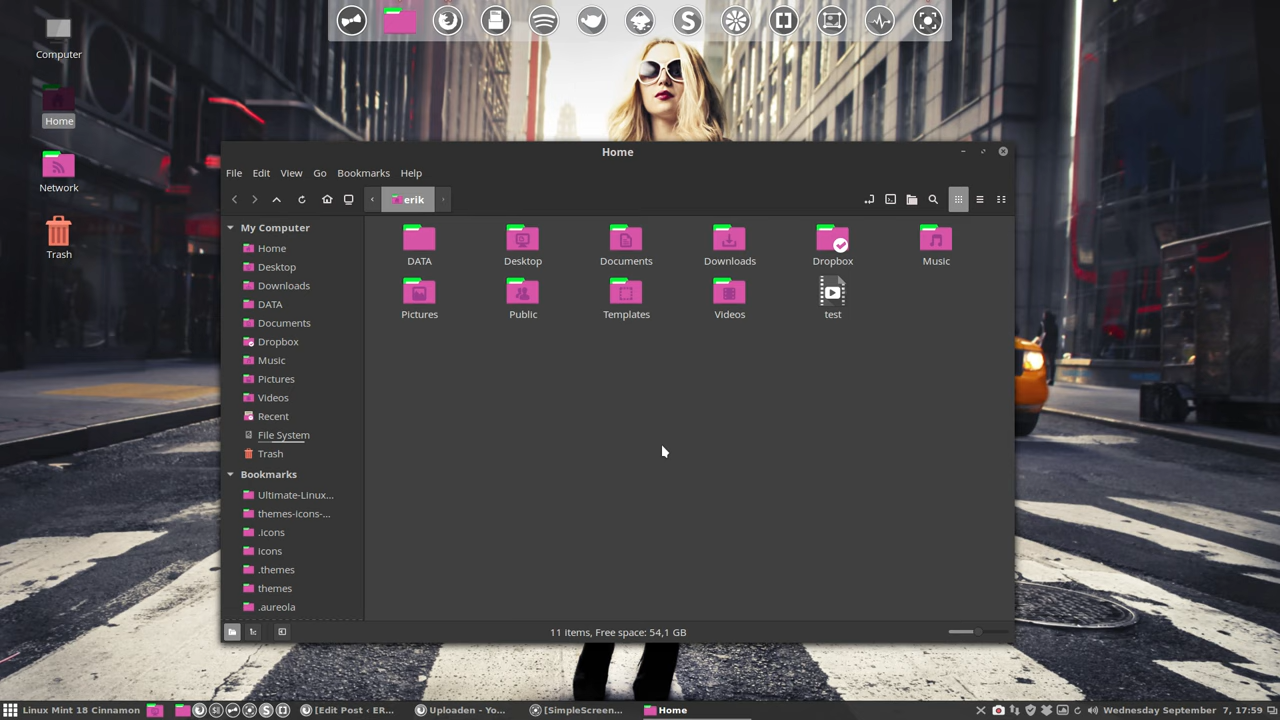 Computer
Home
Network
Trash
Home
File Edit View Go Bookmarks Help
erik
My Computer
Home
Desktop
Downloads
DATA
Documents
Dropbox
Music
Pictures
Videos
Recent
File System
Trash
Bookmarks
Ultimate-Linux...
themes-icons-...
.icons
icons
.themes
themes
.aureola
DATA Desktop Documents Downloads Dropbox Music
Pictures Public Templates Videos test
11 items, Free space: 54,1 GB
Linux Mint 18 Cinnamon [Edit Post ‹ ER... Uploaden - Yo... [SimpleScreen... Home Wednesday September 7, 17:59